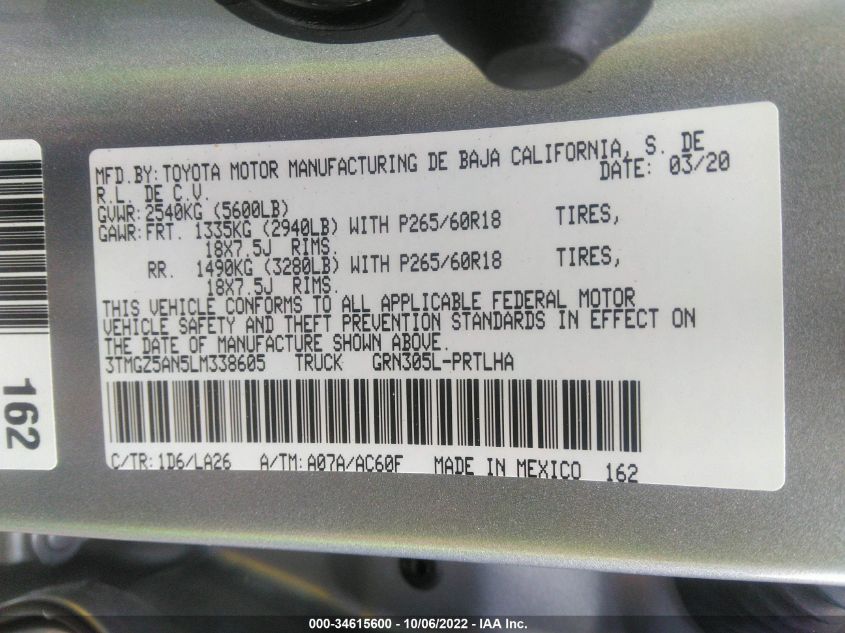 MFD.BY: TOYOTA MOTOR MANUFACTURING DE BAJA CALIFORNIA, S. DE
R.L. DE C.V. DATE: 03/20
GVWR: 2540KG (5600LB)
GAWR: FRT. 1335KG (2940LB) WITH P265/60R18 TIRES,
18X7.5J RIMS.
RR. 1490KG (3280LB) WITH P265/60R18 TIRES,
18X7.5J RIMS.
THIS VEHICLE CONFORMS TO ALL APPLICABLE FEDERAL MOTOR
VEHICLE SAFETY AND THEFT PREVENTION STANDARDS IN EFFECT ON
THE DATE OF MANUFACTURE SHOWN ABOVE.
3TMGZ5AN5LM338605 TRUCK GRN305L-PRTLHA
C/TR: 1D6/LA26 A/TM: A07A/AC60F MADE IN MEXICO 162
162
000-34615600 - 10/06/2022 - IAA Inc.